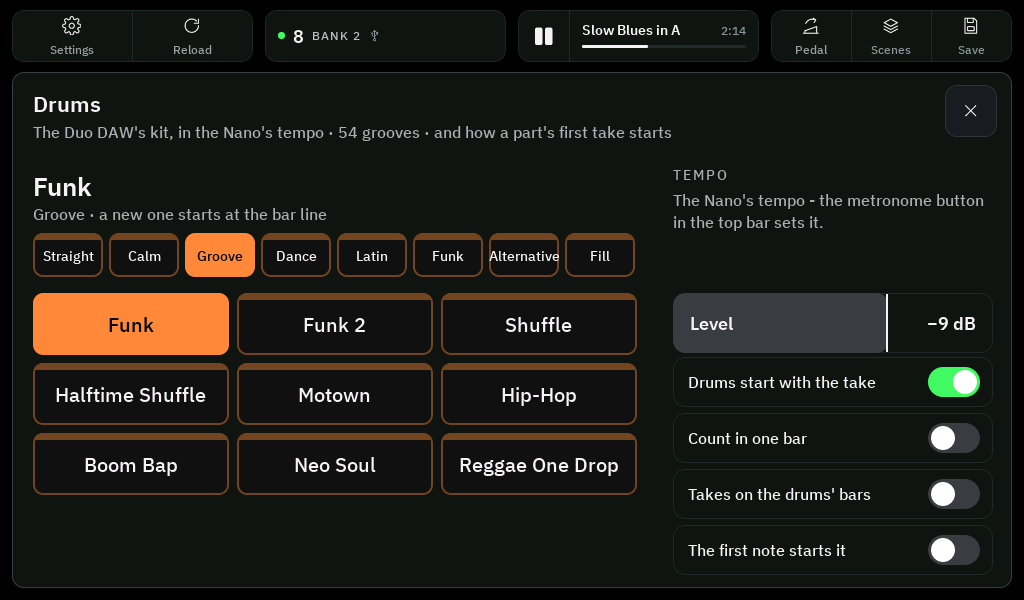 Settings
Reload
8 BANK 2
Slow Blues in A 2:14
Pedal
Scenes
Save
Drums
The Duo DAW's kit, in the Nano's tempo · 54 grooves · and how a part's first take starts
Funk
Groove · a new one starts at the bar line
Straight
Calm
Groove
Dance
Latin
Funk
Alternative
Fill
Funk
Funk 2
Shuffle
Halftime Shuffle
Motown
Hip-Hop
Boom Bap
Neo Soul
Reggae One Drop
TEMPO
The Nano's tempo - the metronome button
in the top bar sets it.
Level −9 dB
Drums start with the take
Count in one bar
Takes on the drums' bars
The first note starts it